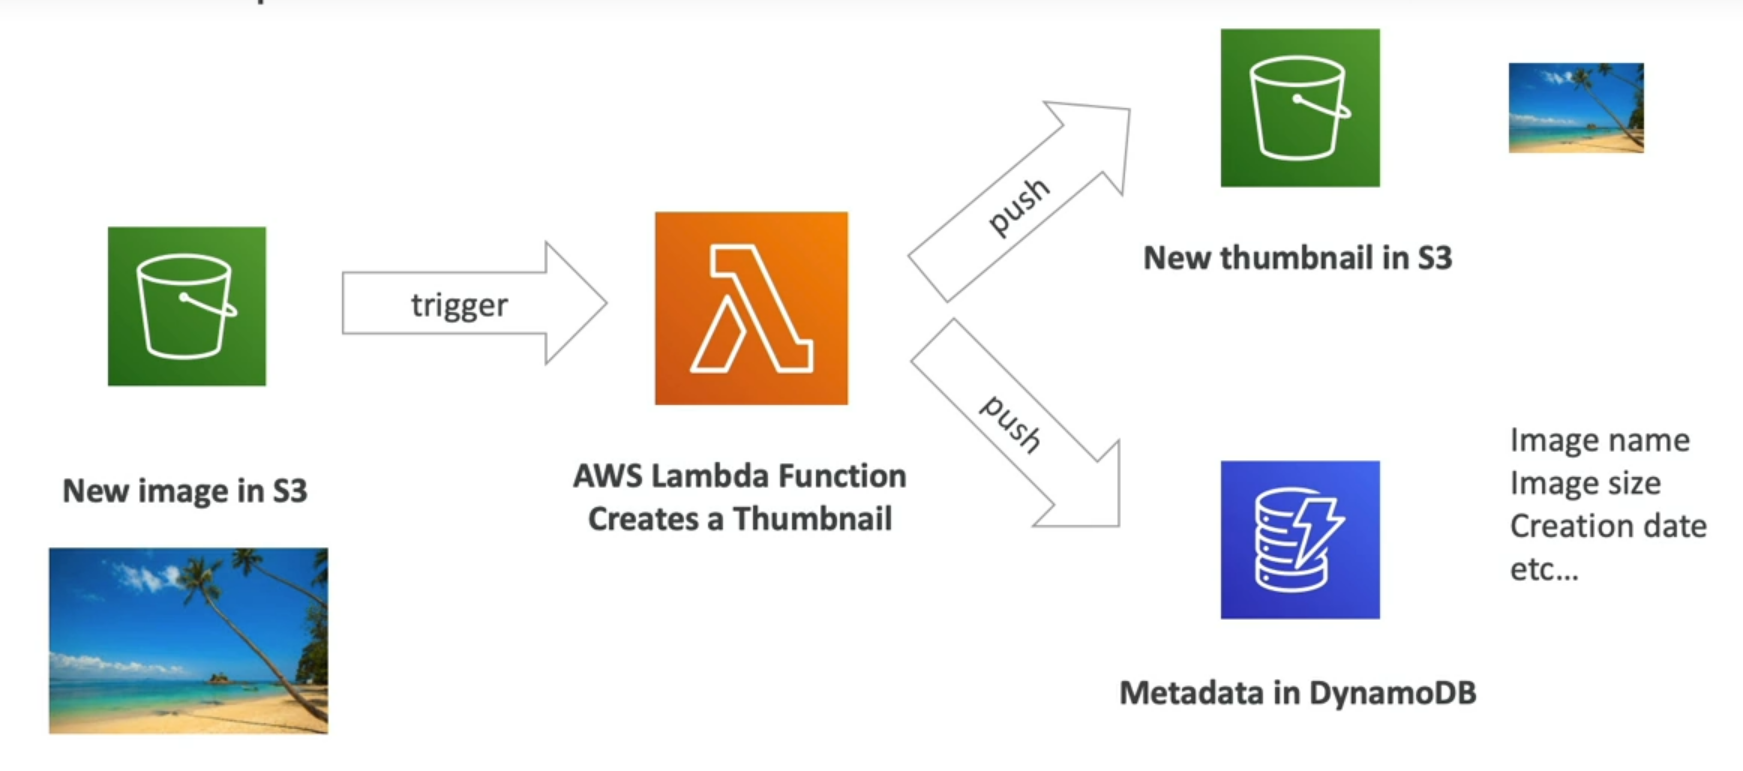 trigger
push
push
New image in S3
AWS Lambda Function
Creates a Thumbnail
New thumbnail in S3
Image name
Image size
Creation date
etc...
Metadata in DynamoDB